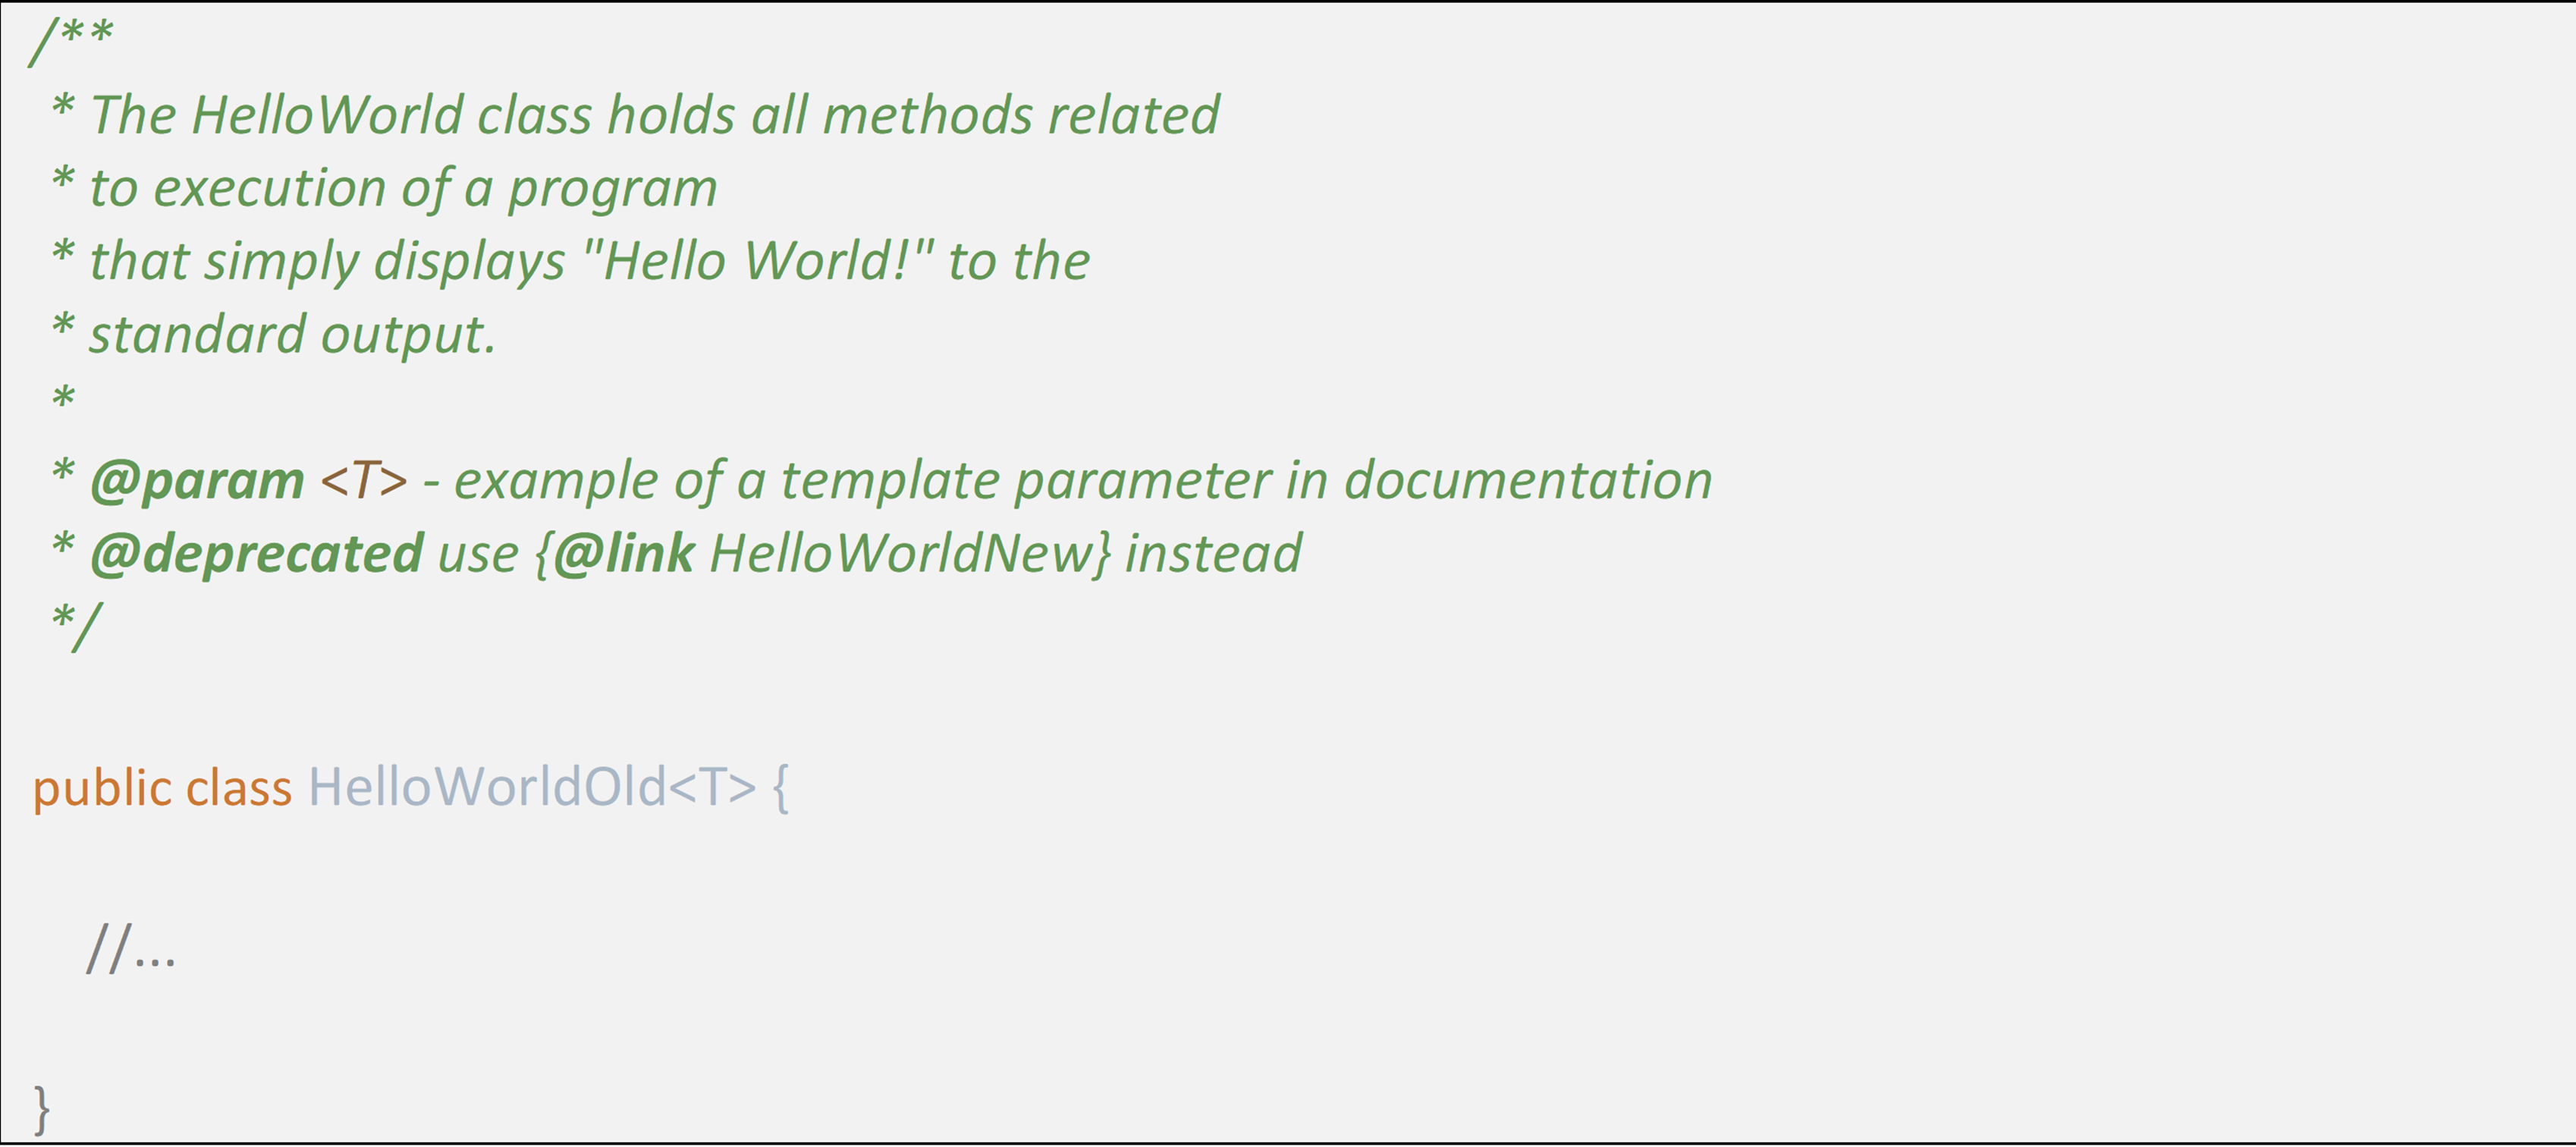 /**
* The HelloWorld class holds all methods related
* to execution of a program
* that simply displays "Hello World!" to the
* standard output.
*
* @param <T> - example of a template parameter in documentation
* @deprecated use {@link HelloWorldNew} instead
*/
public class HelloWorldOld<T> {
//...
}